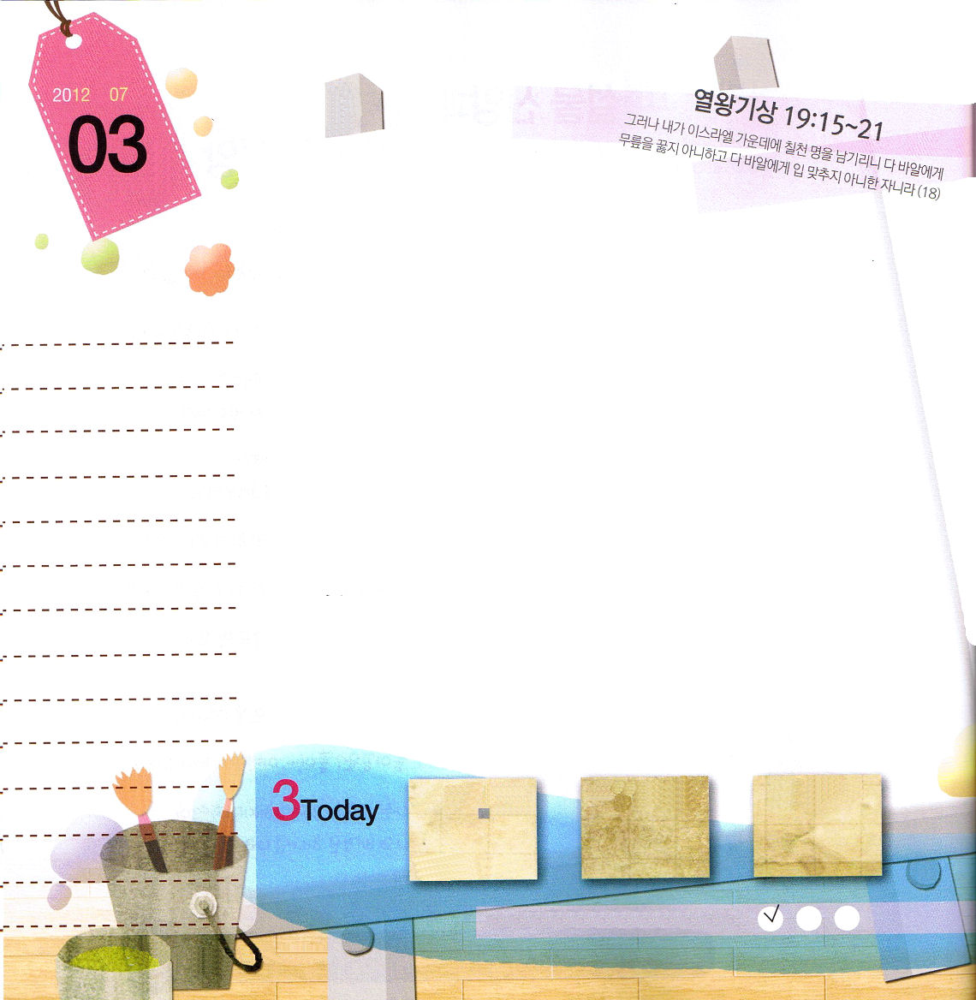 2012 07
03
열왕기상 19:15~21
그러나 내가 이스라엘 가운데에 칠천 명을 남기리니 다 바알에게
무릎을 꿇지 아니하고 다 바알에게 입 맞추지 아니한 자니라 (18)
3Today